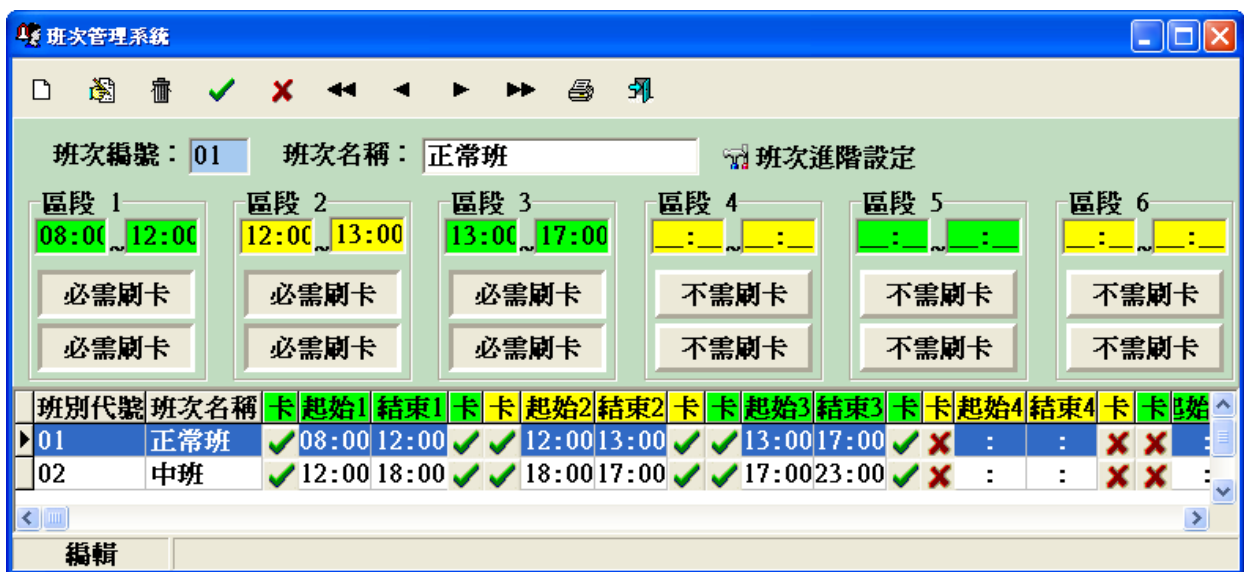 班次管理系統
班次編號：01 班次名稱：正常班 班次進階設定
區段 1 區段 2 區段 3 區段 4 區段 5 區段 6
08:00~12:00 12:00~13:00 13:00~17:00 __:__~__:__ __:__~__:__ __:__~__:__
必需刷卡 必需刷卡 必需刷卡 不需刷卡 不需刷卡 不需刷卡
必需刷卡 必需刷卡 必需刷卡 不需刷卡 不需刷卡 不需刷卡
班別代號 班次名稱 卡 起始1 結束1 卡 卡 起始2 結束2 卡 卡 起始3 結束3 卡 卡 起始4 結束4 卡 卡 起始
01 正常班 08:00 12:00 12:00 13:00 13:00 17:00 : : :
02 中班 12:00 18:00 18:00 17:00 17:00 23:00 : : :
編輯